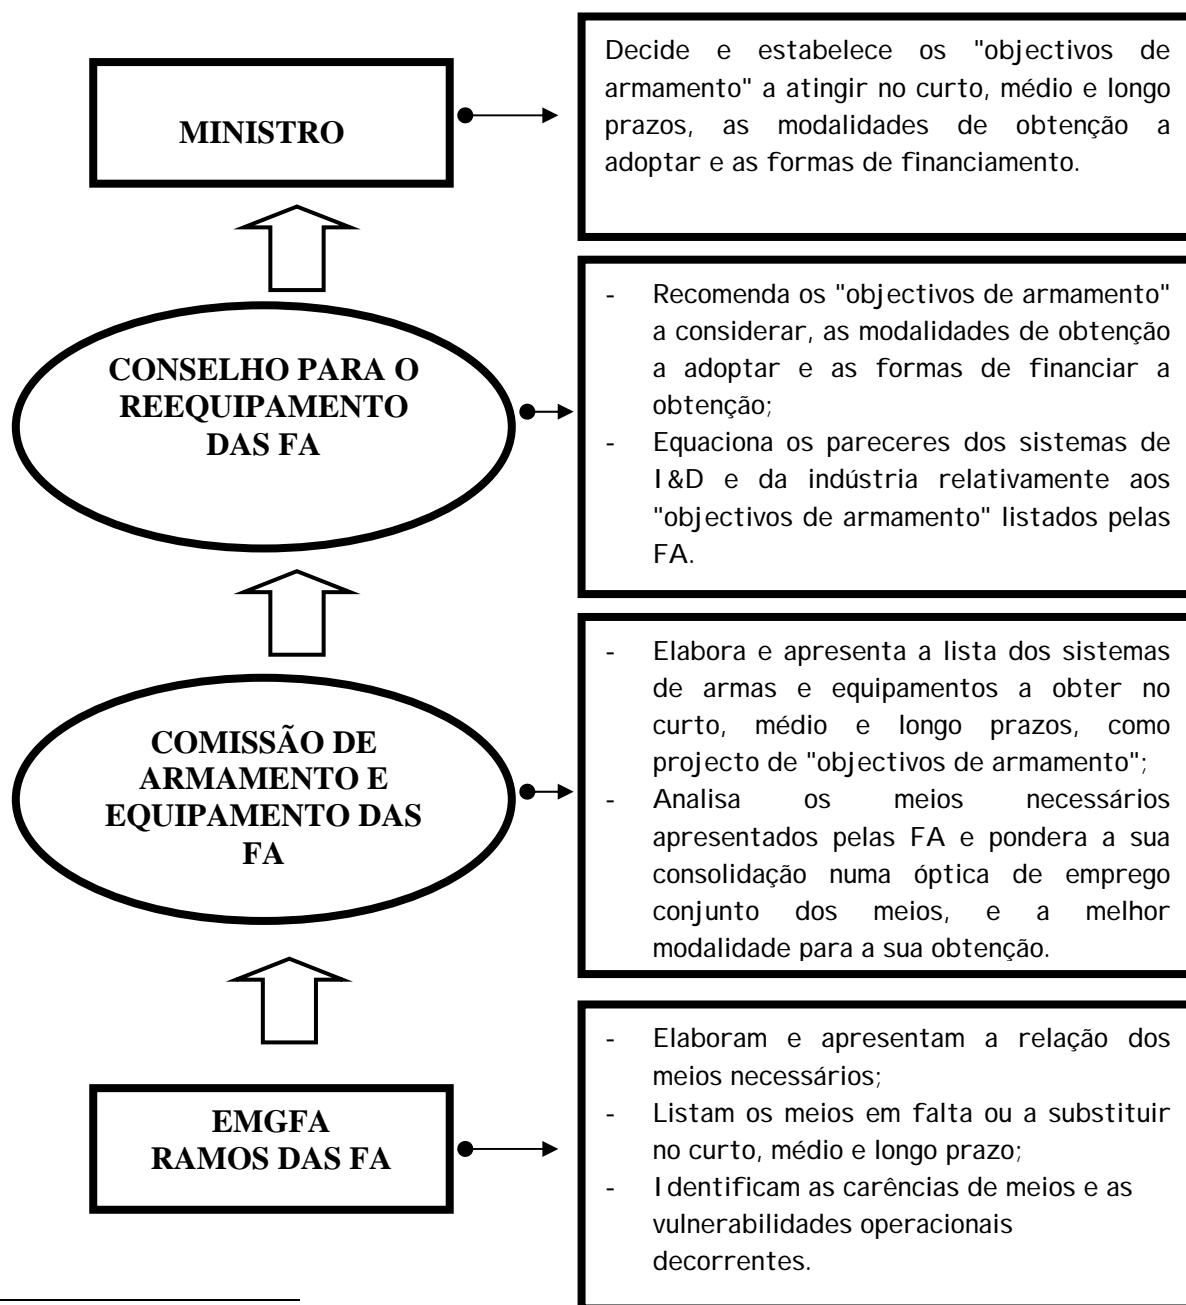 MINISTRO
Decide e estabelece os "objectivos de
armamento" a atingir no curto, médio e longo
prazos, as modalidades de obtenção a
adoptar e as formas de financiamento.
CONSELHO PARA O
REEQUIPAMENTO
DAS FA
- Recomenda os "objectivos de armamento"
a considerar, as modalidades de obtenção
a adoptar e as formas de financiar a
obtenção;
- Equaciona os pareceres dos sistemas de
I&D e da indústria relativamente aos
"objectivos de armamento" listados pelas
FA.
COMISSÃO DE
ARMAMENTO E
EQUIPAMENTO DAS
FA
- Elabora e apresenta a lista dos sistemas
de armas e equipamentos a obter no
curto, médio e longo prazos, como
projecto de "objectivos de armamento";
- Analisa os meios necessários
apresentados pelas FA e pondera a sua
consolidação numa óptica de emprego
conjunto dos meios, e a melhor
modalidade para a sua obtenção.
EMGFA
RAMOS DAS FA
- Elaboram e apresentam a relação dos
meios necessários;
- Listam os meios em falta ou a substituir
no curto, médio e longo prazo;
- Identificam as carências de meios e as
vulnerabilidades operacionais
decorrentes.